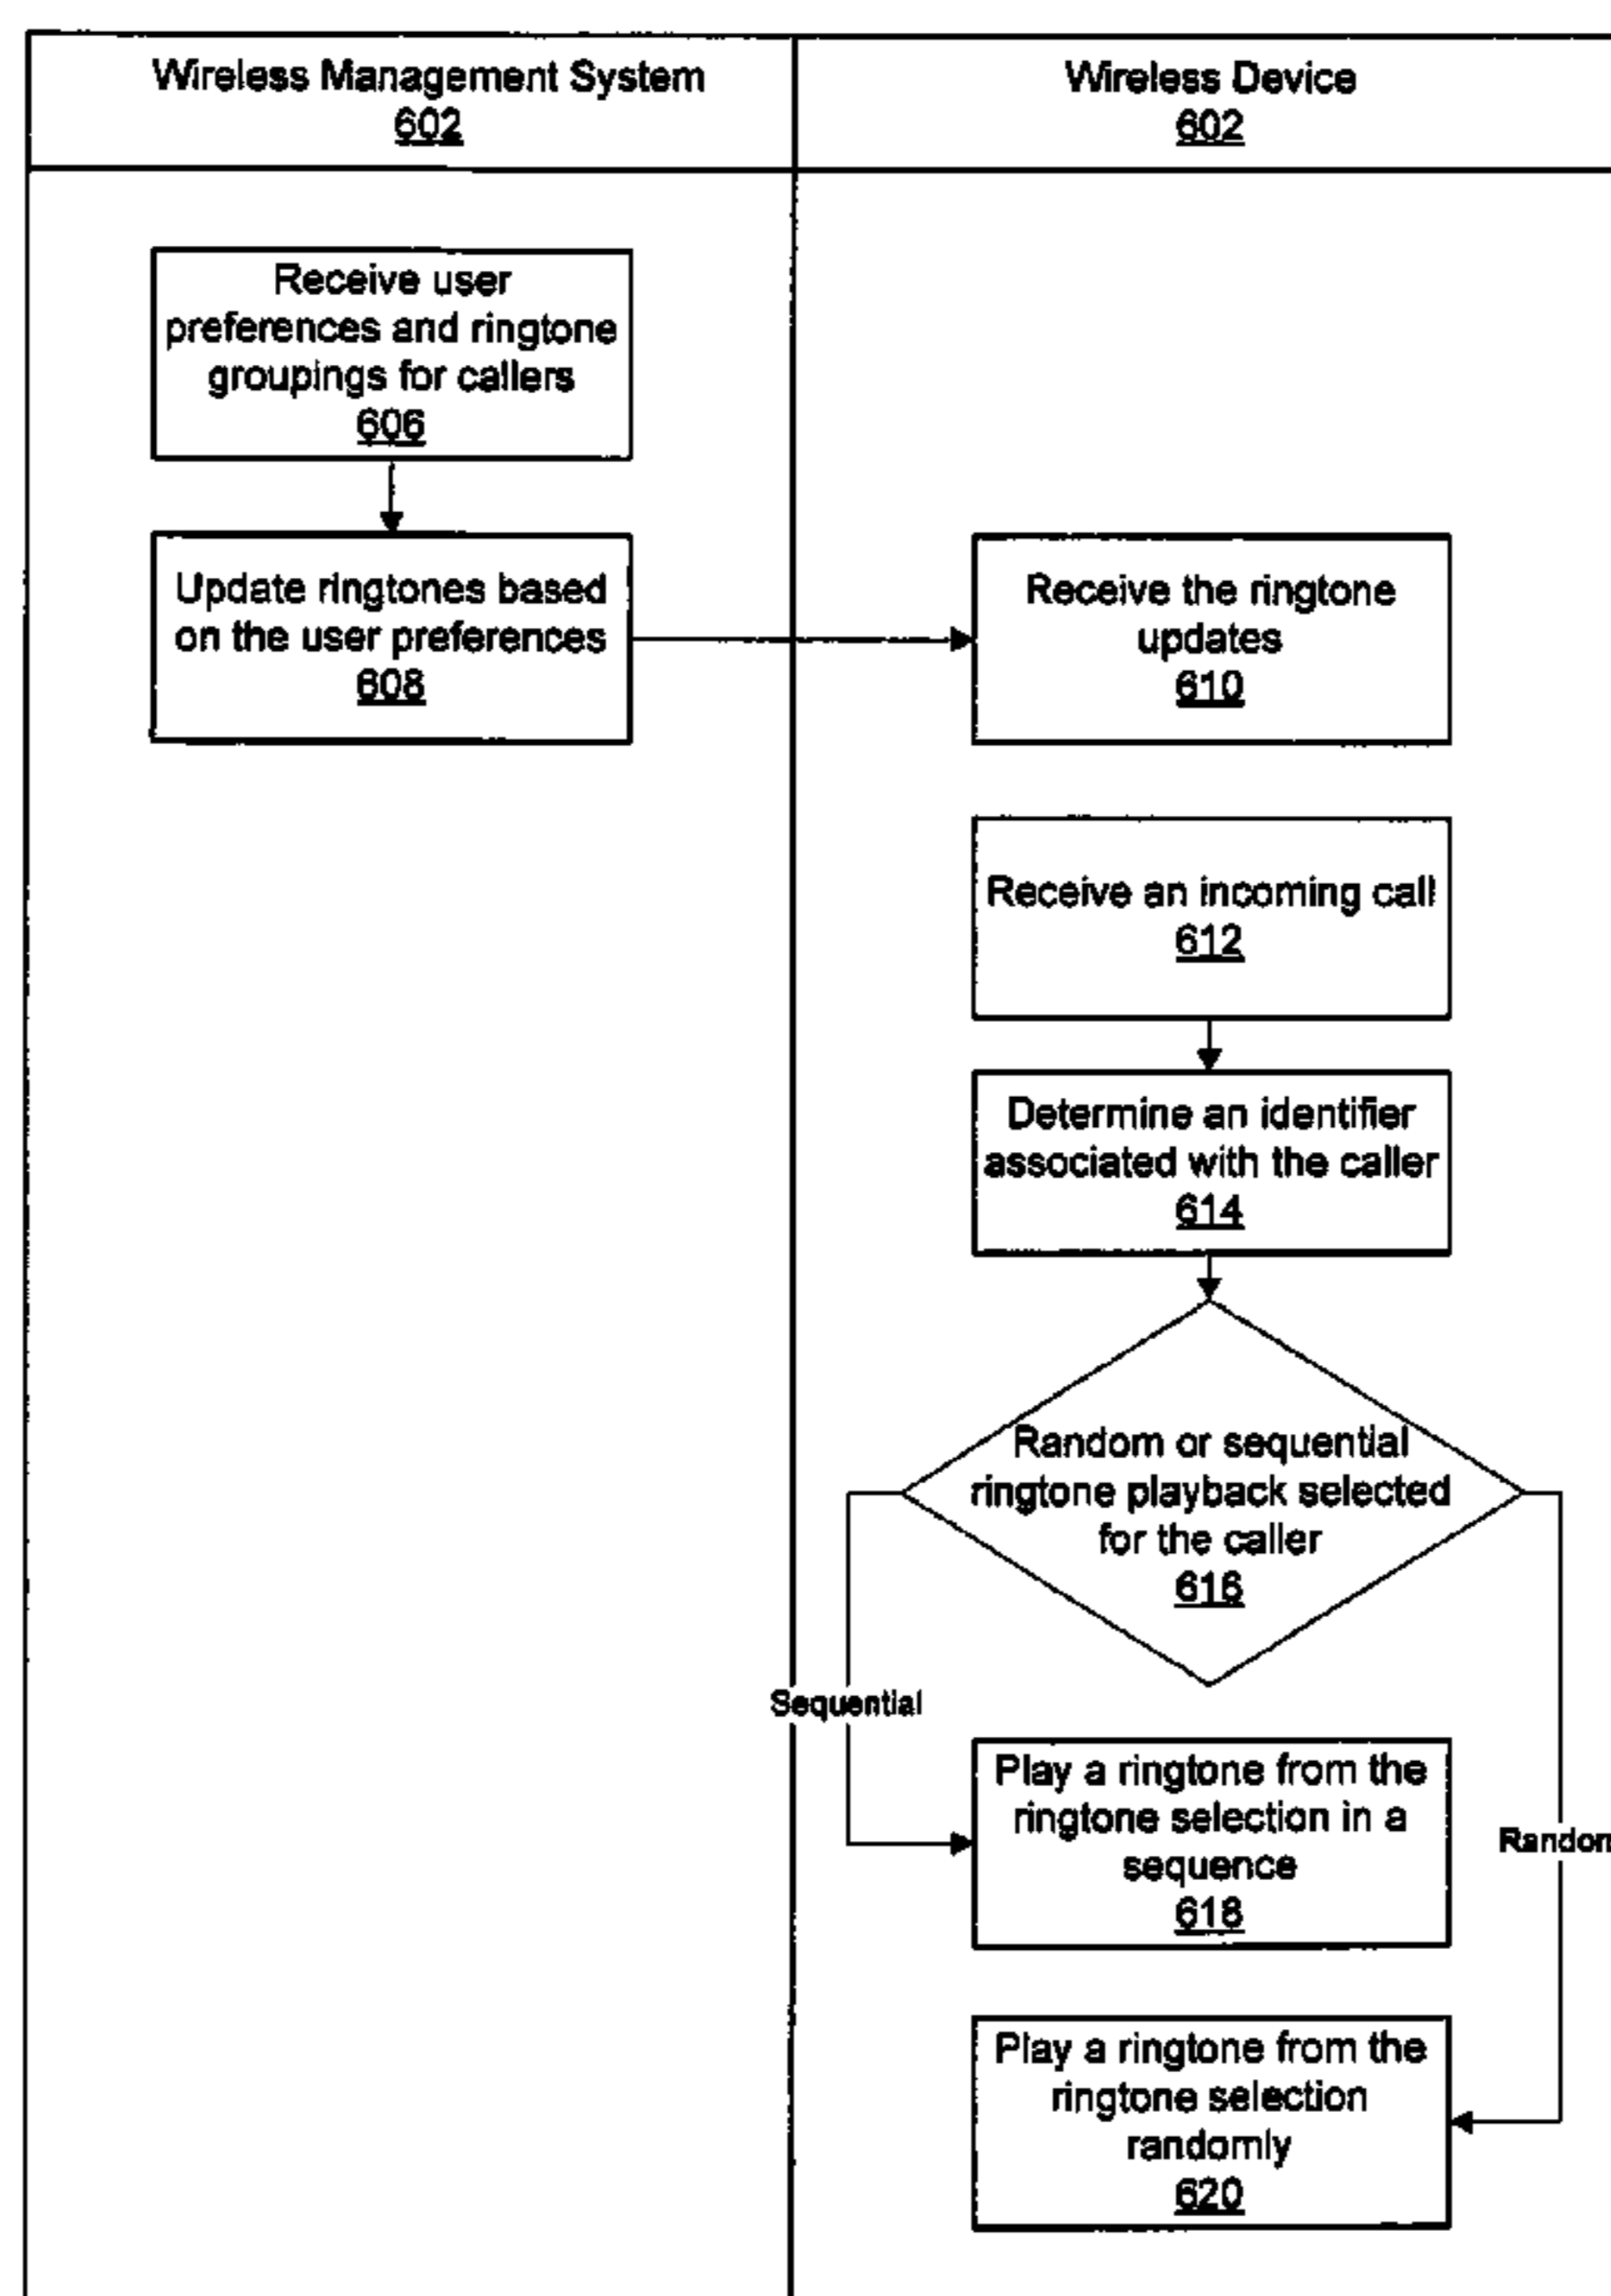 Wireless Management System
602
Wireless Device
602
Receive user
preferences and ringtone
groupings for callers
606
Update ringtones based
on the user preferences
608
Receive the ringtone
updates
610
Receive an incoming call
612
Determine an identifier
associated with the caller
614
Random or sequential
ringtone playback selected
for the caller
616
Sequential
Play a ringtone from the
ringtone selection in a
sequence
618
Random
Play a ringtone from the
ringtone selection
randomly
620